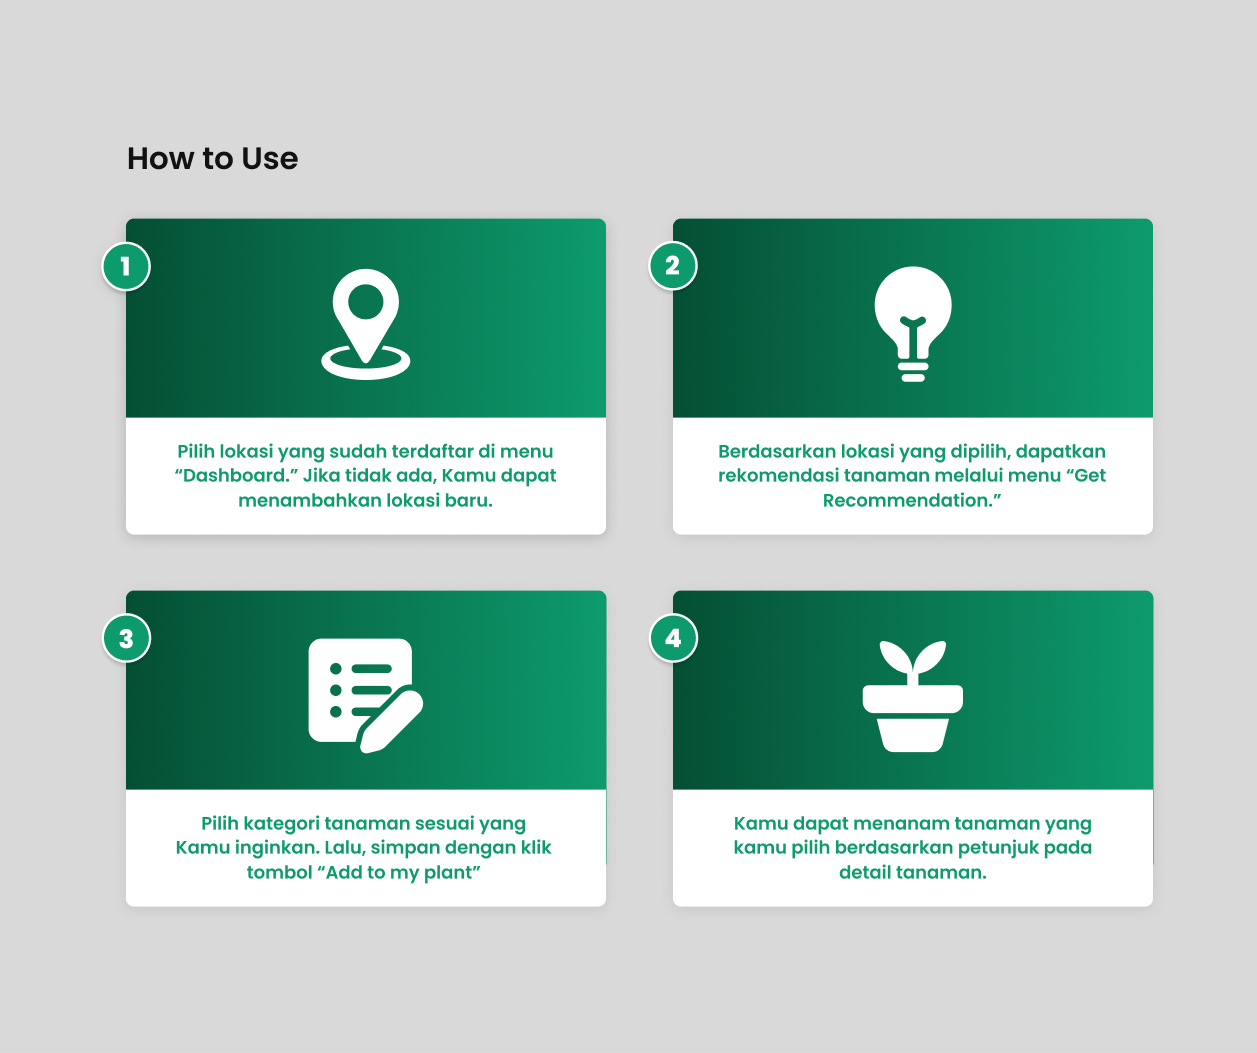 How to Use
1
Pilih lokasi yang sudah terdaftar di menu
“Dashboard.” Jika tidak ada, Kamu dapat
menambahkan lokasi baru.
2
Berdasarkan lokasi yang dipilih, dapatkan
rekomendasi tanaman melalui menu “Get
Recommendation.”
3
Pilih kategori tanaman sesuai yang
Kamu inginkan. Lalu, simpan dengan klik
tombol “Add to my plant”
4
Kamu dapat menanam tanaman yang
kamu pilih berdasarkan petunjuk pada
detail tanaman.